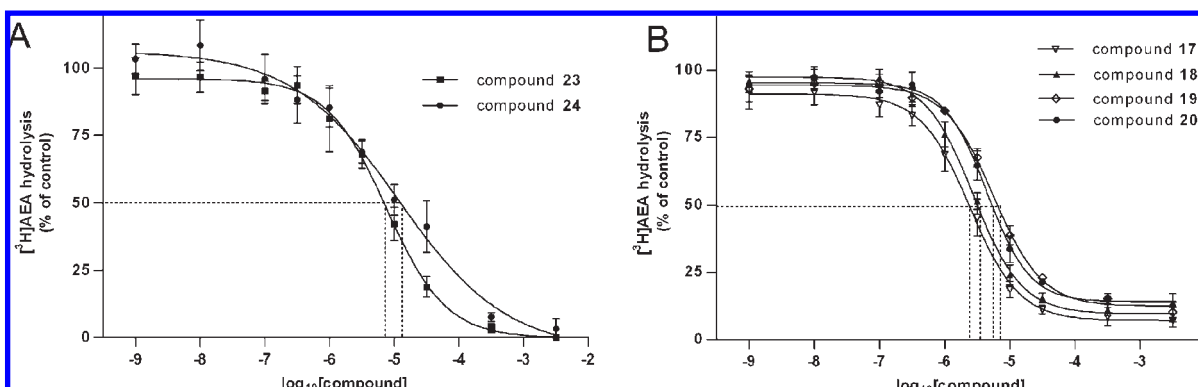 A
B
[³H]AEA hydrolysis
(% of control)
100
75
50
25
0
compound 23
compound 24
-9
-8
-7
-6
-5
-4
-3
-2
log₁₀[compound]
[³H]AEA hydrolysis
(% of control)
100
75
50
25
0
compound 17
compound 18
compound 19
compound 20
-9
-8
-7
-6
-5
-4
-3
log₁₀[compound]